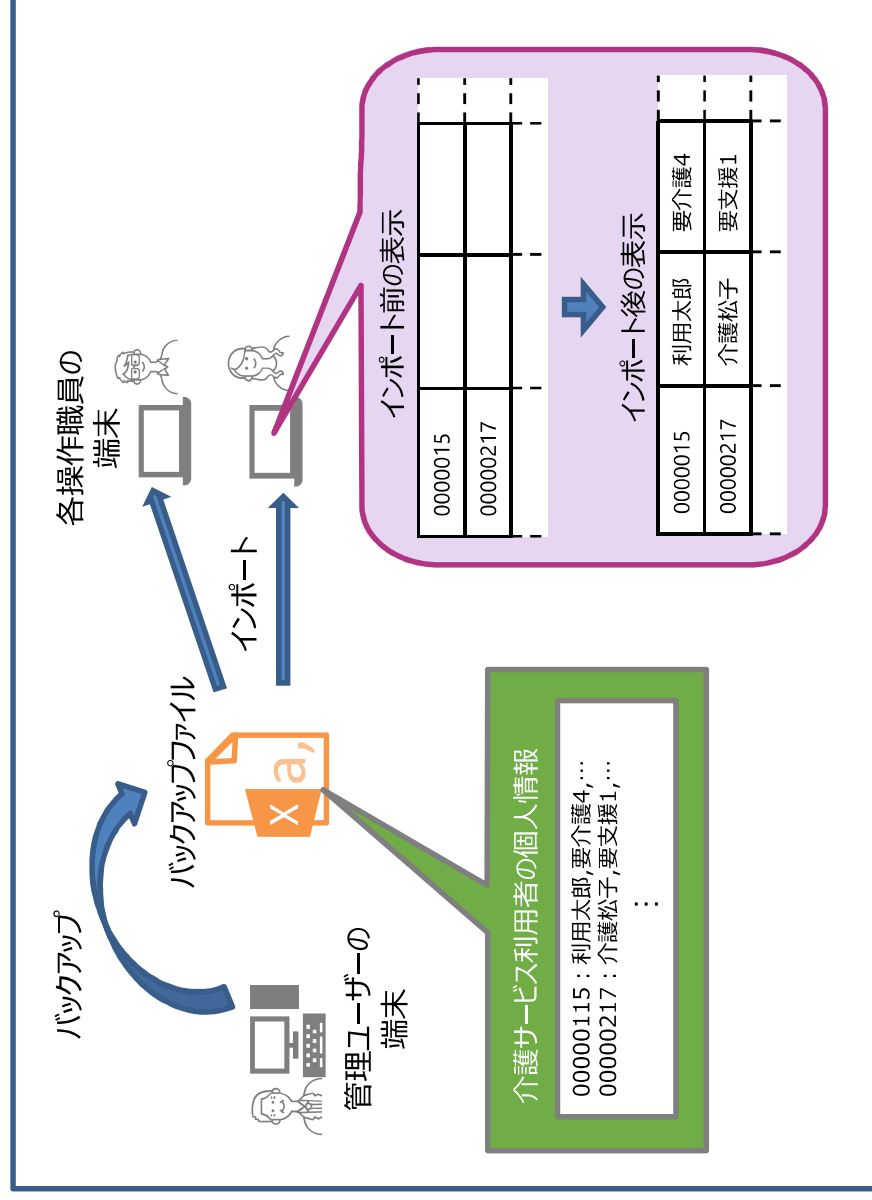 バックアップ
管理ユーザーの
端末
バックアップファイル
X a,
インポート
各操作職員の
端末
介護サービス利用者の個人情報
00000115：利用太郎,要介護4,…
00000217：介護松子,要支援1,…
⋮
インポート前の表示
0000015
00000217
インポート後の表示
0000015 利用太郎 要介護4
00000217 介護松子 要支援1